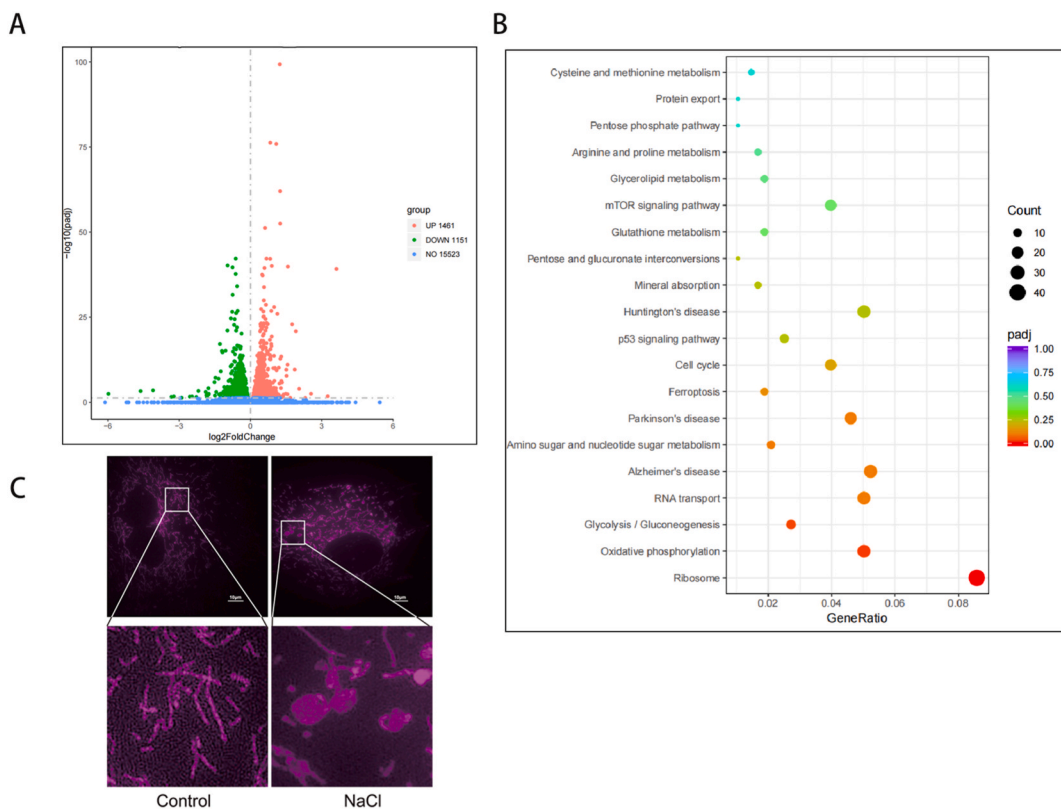 A
100
75
50
25
0
-log10(padj)
-6
-3
0
3
6
log2FoldChange
group
UP 1461
DOWN 1151
NO 15523
B
Cysteine and methionine metabolism
Protein export
Pentose phosphate pathway
Arginine and proline metabolism
Glycerolipid metabolism
mTOR signaling pathway
Glutathione metabolism
Pentose and glucuronate interconversions
Mineral absorption
Huntington's disease
p53 signaling pathway
Cell cycle
Ferroptosis
Parkinson's disease
Amino sugar and nucleotide sugar metabolism
Alzheimer's disease
RNA transport
Glycolysis / Gluconeogenesis
Oxidative phosphorylation
Ribosome
0.02
0.04
0.06
0.08
GeneRatio
Count
10
20
30
40
padj
1.00
0.75
0.50
0.25
0.00
C
10μm
10μm
Control
NaCl